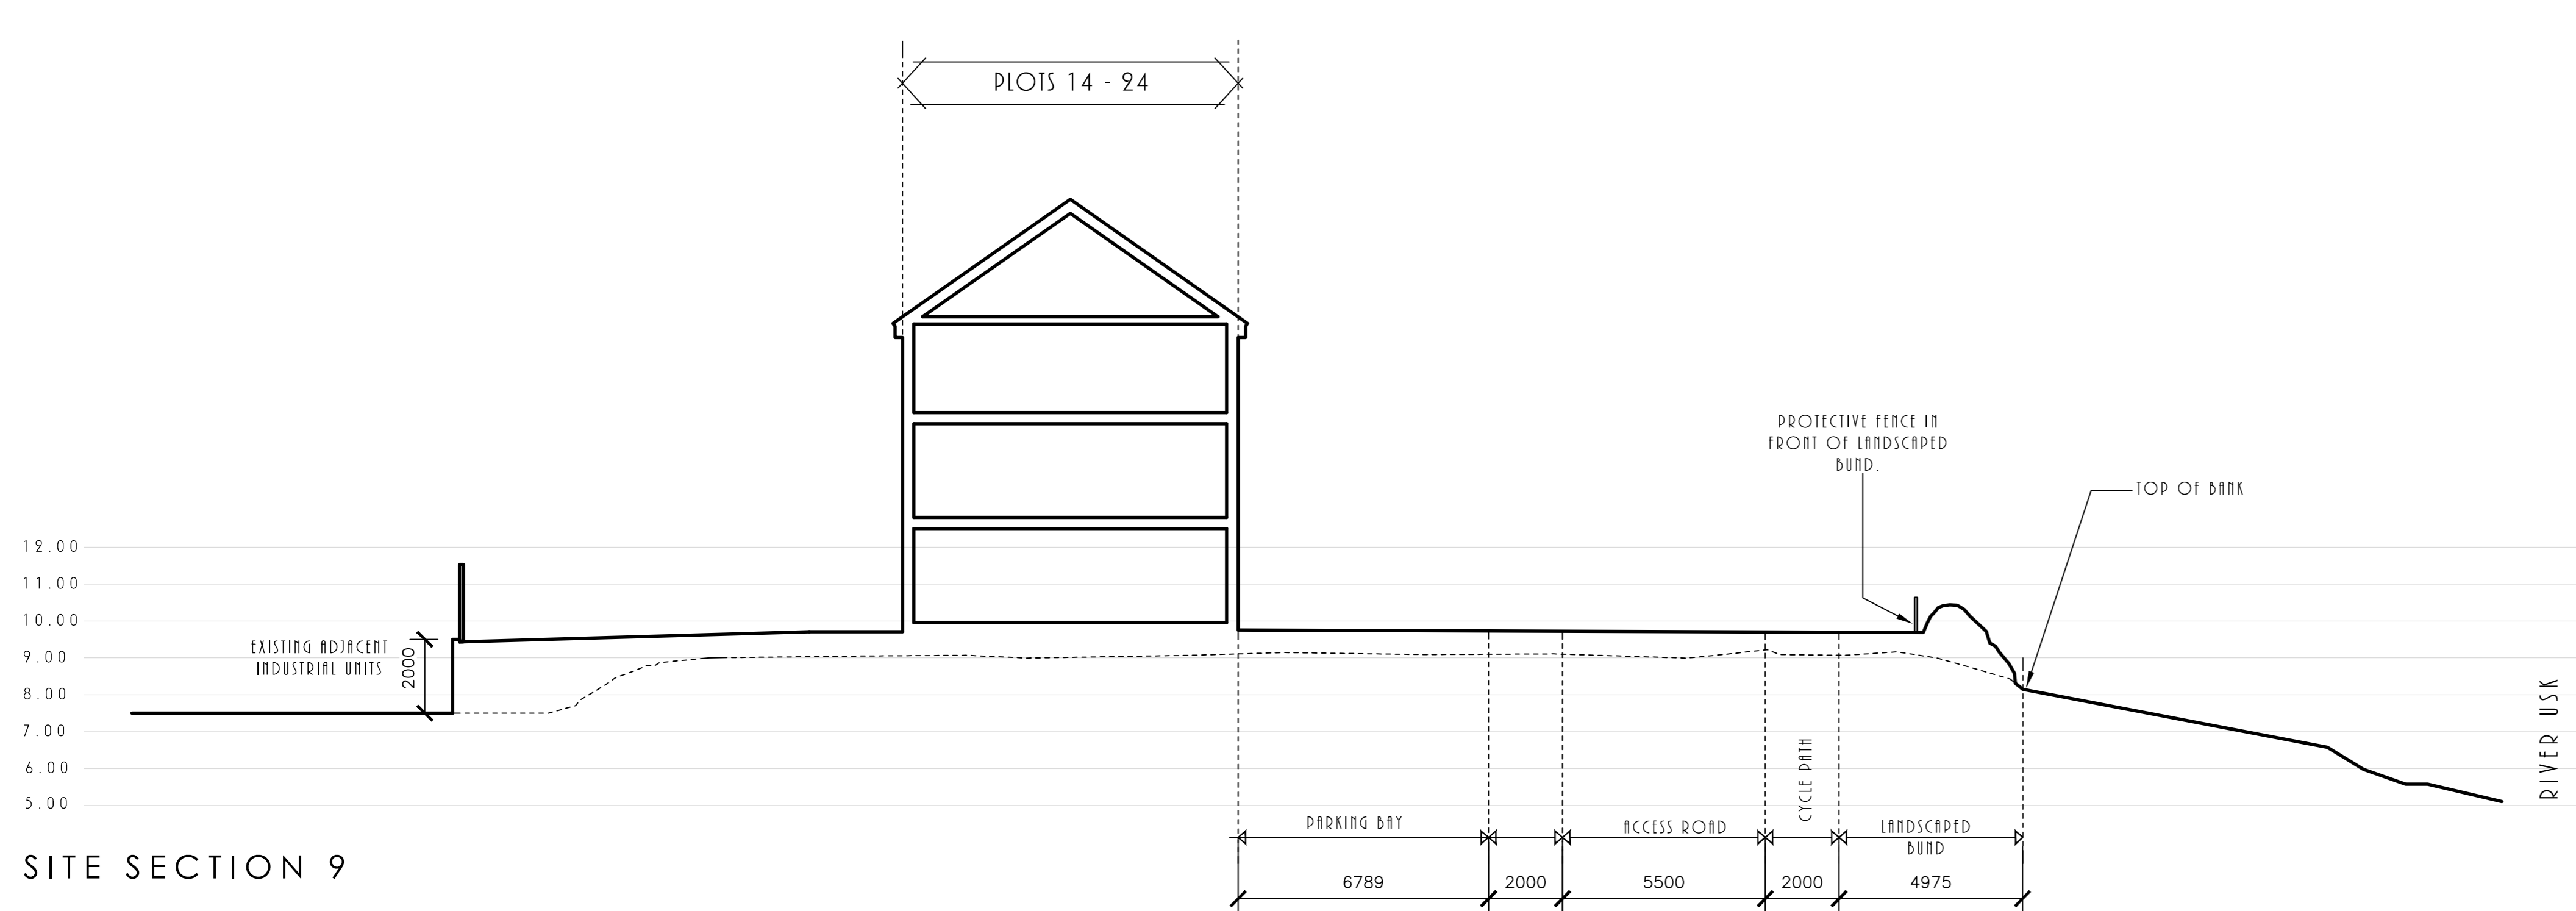 PLOTS 14 - 24
PROTECTIVE FENCE IN
FRONT OF LANDSCAPED
BUND.
TOP OF BANK
12.00
11.00
10.00
9.00
8.00
7.00
6.00
5.00
EXISTING ADJACENT
INDUSTRIAL UNITS
2000
RIVER USK
CYCLE PATH
PARKING BAY
ACCESS ROAD
LANDSCAPED
BUND
SITE SECTION 9
6789
2000
5500
2000
4975